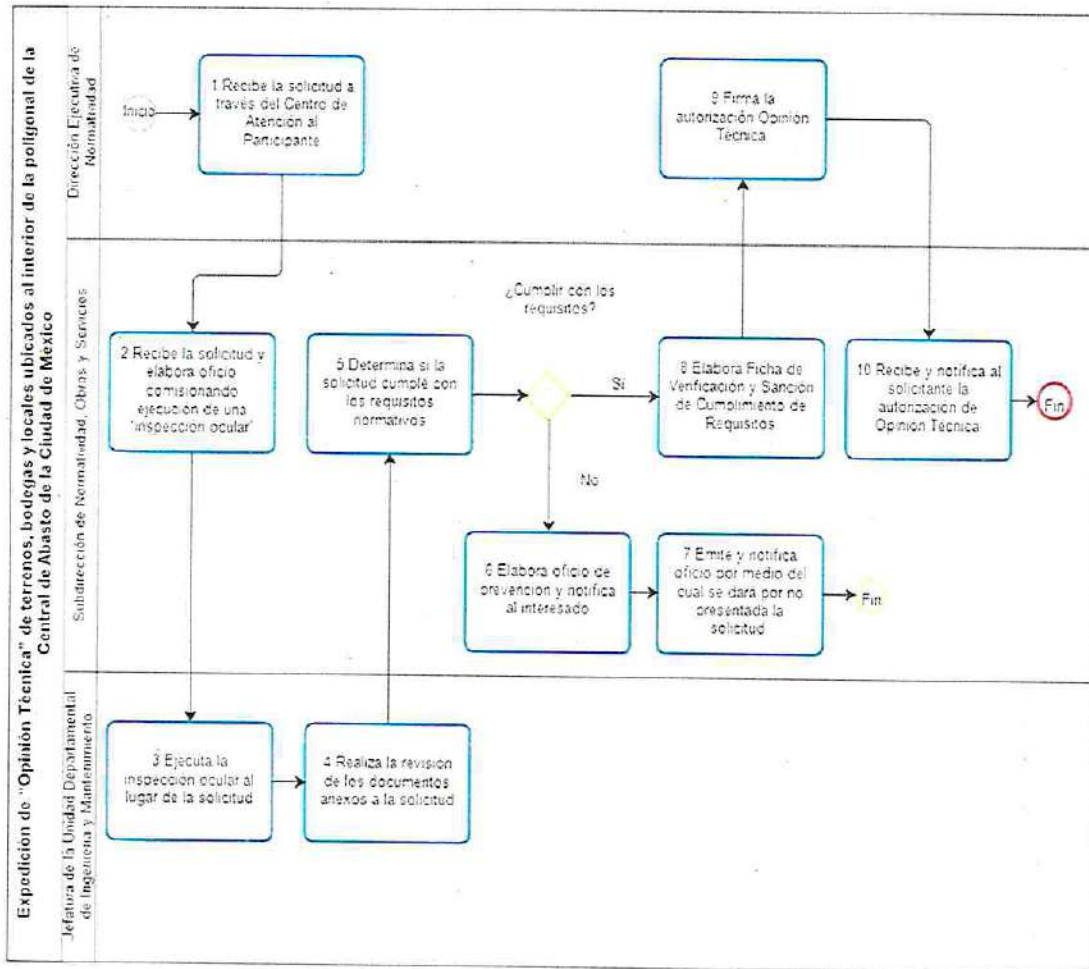 Expedición de "Opinión Técnica" de terrenos, bodegas y locales ubicados al interior de la poligonal de la
Central de Abasto de la Ciudad de México
Dirección Ejecutiva de
Normatividad
Inicio
1 Recibe la solicitud a
través del Centro de
Atención al
Participante
9 Firma la
autorización Opinión
Técnica
Subdirección de Normatividad, Obras y Servicios
2 Recibe la solicitud y
elabora oficio
comisionando
ejecución de una
"inspección ocular"
5 Determina si la
solicitud cumple con
los requisitos
normativos
¿Cumplir con los
requisitos?
Si
No
8 Elabora Ficha de
Verificación y Sanción
de Cumplimiento de
Requisitos
10 Recibe y notifica al
solicitante la
autorización de
Opinión Técnica
Fin
6 Elabora oficio de
prevención y notifica
al interesado
7 Emite y notifica
oficio por medio del
cual se dará por no
presentada la
solicitud
Fin
Jefatura de la Unidad Departamental
de Ingeniería y Mantenimiento
3 Ejecuta la
inspección ocular al
lugar de la solicitud
4 Realiza la revisión
de los documentos
anexos a la solicitud